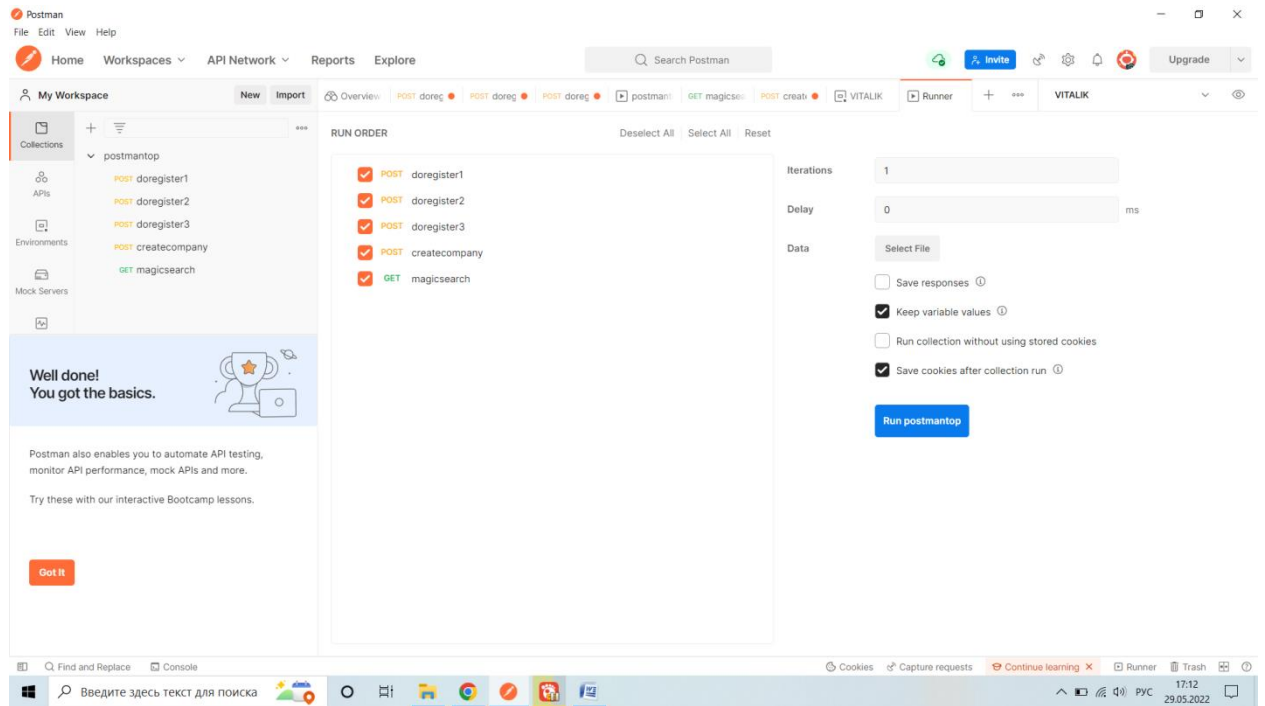 Postman
File Edit View Help
Home Workspaces API Network Reports Explore Search Postman Invite Upgrade
My Workspace New Import Overview POST doreg POST doreg POST doreg postmant GET magicsea POST create VITALIK Runner VITALIK
Collections
APIs
Environments
Mock Servers
postmantop
POST doregister1
POST doregister2
POST doregister3
POST createcompany
GET magicsearch
Well done!
You got the basics.
Postman also enables you to automate API testing,
monitor API performance, mock APIs and more.
Try these with our interactive Bootcamp lessons.
Got It
RUN ORDER Deselect All Select All Reset
POST doregister1
POST doregister2
POST doregister3
POST createcompany
GET magicsearch
Iterations 1
Delay 0 ms
Data Select File
Save responses
Keep variable values
Run collection without using stored cookies
Save cookies after collection run
Run postmantop
Find and Replace Console Cookies Capture requests Continue learning Runner Trash
Введите здесь текст для поиска РУС 17:12
29.05.2022